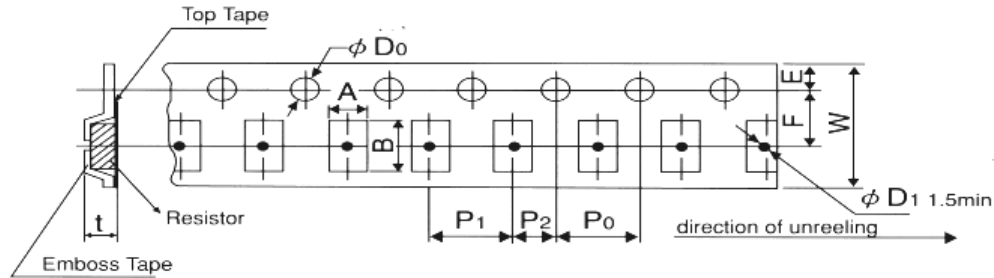 Top Tape
ϕ D0
A
B
E
F
W
ϕ D1 1.5min
Resistor
t
P1
P2
P0
direction of unreeling
Emboss Tape